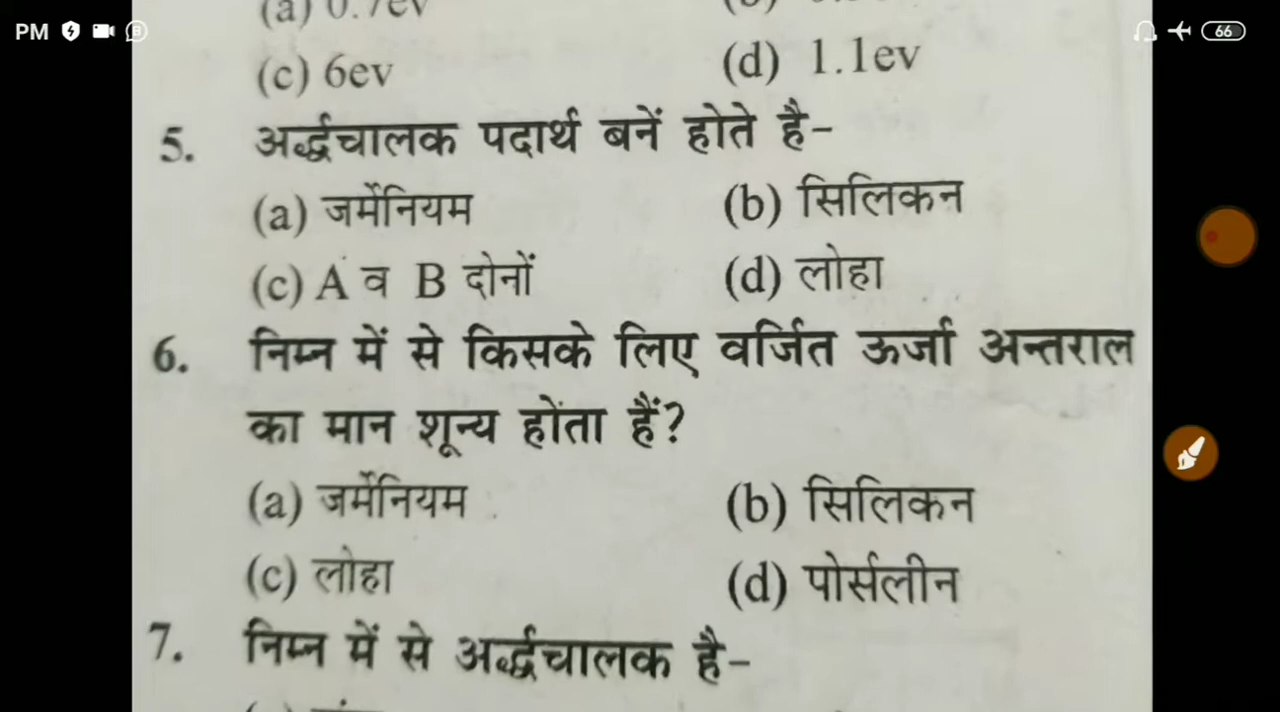 PM 66
(c) 6ev (d) 1.1ev
5. अर्द्धचालक पदार्थ बनें होते है-
(a) जर्मेनियम (b) सिलिकन
(c) A व B दोनों (d) लोहा
6. निम्न में से किसके लिए वर्जित ऊर्जा अन्तराल
का मान शून्य होंता हैं?
(a) जर्मेनियम (b) सिलिकन
(c) लोहा (d) पोर्सलीन
7. निम्न में से अर्द्धचालक है-